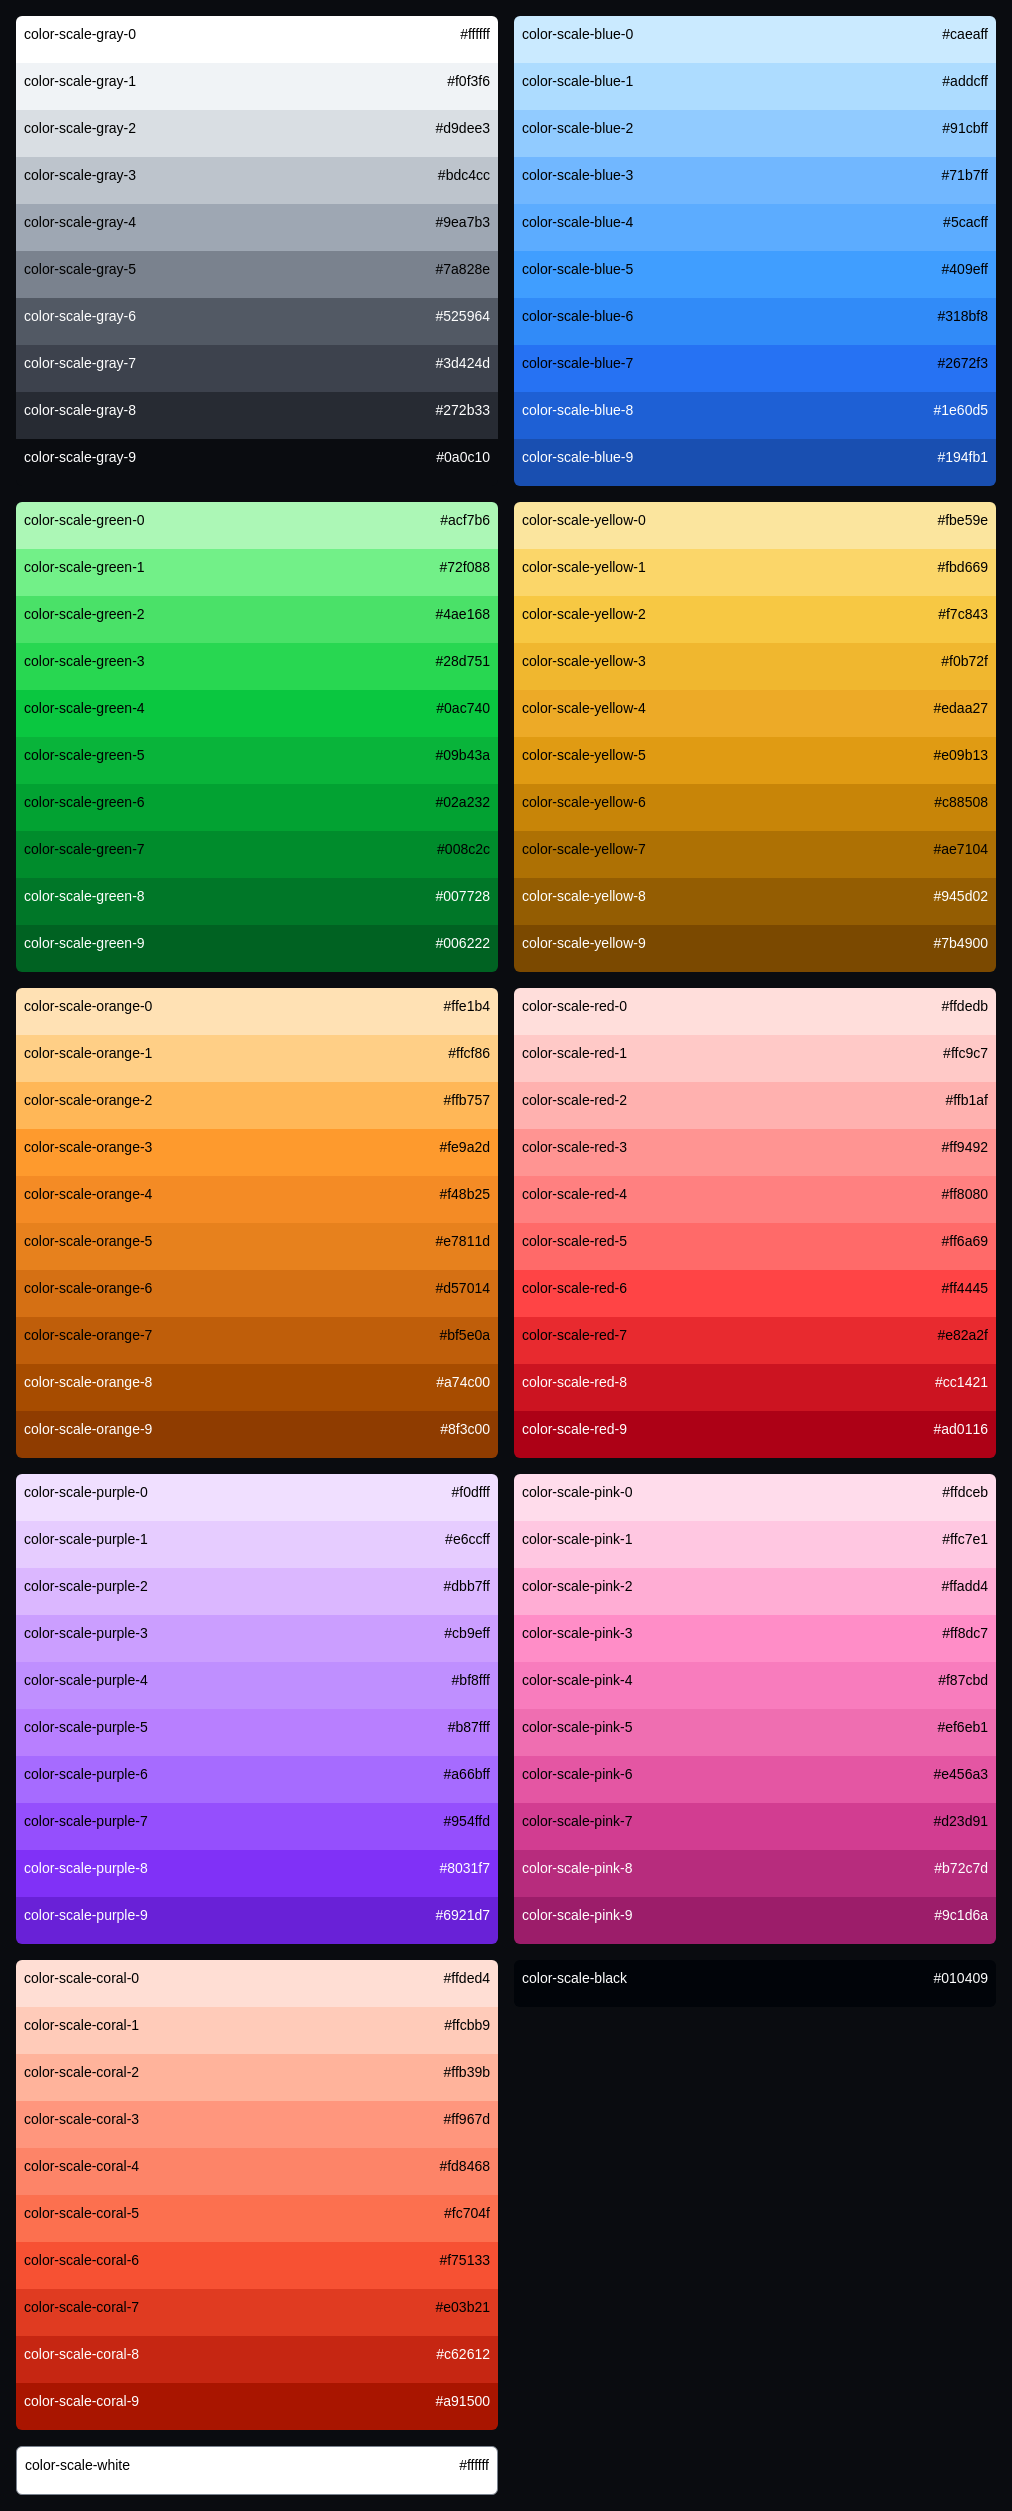 color-scale-gray-0 #ffffff
color-scale-gray-1 #f0f3f6
color-scale-gray-2 #d9dee3
color-scale-gray-3 #bdc4cc
color-scale-gray-4 #9ea7b3
color-scale-gray-5 #7a828e
color-scale-gray-6 #525964
color-scale-gray-7 #3d424d
color-scale-gray-8 #272b33
color-scale-gray-9 #0a0c10
color-scale-blue-0 #caeaff
color-scale-blue-1 #addcff
color-scale-blue-2 #91cbff
color-scale-blue-3 #71b7ff
color-scale-blue-4 #5cacff
color-scale-blue-5 #409eff
color-scale-blue-6 #318bf8
color-scale-blue-7 #2672f3
color-scale-blue-8 #1e60d5
color-scale-blue-9 #194fb1
color-scale-green-0 #acf7b6
color-scale-green-1 #72f088
color-scale-green-2 #4ae168
color-scale-green-3 #28d751
color-scale-green-4 #0ac740
color-scale-green-5 #09b43a
color-scale-green-6 #02a232
color-scale-green-7 #008c2c
color-scale-green-8 #007728
color-scale-green-9 #006222
color-scale-yellow-0 #fbe59e
color-scale-yellow-1 #fbd669
color-scale-yellow-2 #f7c843
color-scale-yellow-3 #f0b72f
color-scale-yellow-4 #edaa27
color-scale-yellow-5 #e09b13
color-scale-yellow-6 #c88508
color-scale-yellow-7 #ae7104
color-scale-yellow-8 #945d02
color-scale-yellow-9 #7b4900
color-scale-orange-0 #ffe1b4
color-scale-orange-1 #ffcf86
color-scale-orange-2 #ffb757
color-scale-orange-3 #fe9a2d
color-scale-orange-4 #f48b25
color-scale-orange-5 #e7811d
color-scale-orange-6 #d57014
color-scale-orange-7 #bf5e0a
color-scale-orange-8 #a74c00
color-scale-orange-9 #8f3c00
color-scale-red-0 #ffdedb
color-scale-red-1 #ffc9c7
color-scale-red-2 #ffb1af
color-scale-red-3 #ff9492
color-scale-red-4 #ff8080
color-scale-red-5 #ff6a69
color-scale-red-6 #ff4445
color-scale-red-7 #e82a2f
color-scale-red-8 #cc1421
color-scale-red-9 #ad0116
color-scale-purple-0 #f0dfff
color-scale-purple-1 #e6ccff
color-scale-purple-2 #dbb7ff
color-scale-purple-3 #cb9eff
color-scale-purple-4 #bf8fff
color-scale-purple-5 #b87fff
color-scale-purple-6 #a66bff
color-scale-purple-7 #954ffd
color-scale-purple-8 #8031f7
color-scale-purple-9 #6921d7
color-scale-pink-0 #ffdceb
color-scale-pink-1 #ffc7e1
color-scale-pink-2 #ffadd4
color-scale-pink-3 #ff8dc7
color-scale-pink-4 #f87cbd
color-scale-pink-5 #ef6eb1
color-scale-pink-6 #e456a3
color-scale-pink-7 #d23d91
color-scale-pink-8 #b72c7d
color-scale-pink-9 #9c1d6a
color-scale-coral-0 #ffded4
color-scale-coral-1 #ffcbb9
color-scale-coral-2 #ffb39b
color-scale-coral-3 #ff967d
color-scale-coral-4 #fd8468
color-scale-coral-5 #fc704f
color-scale-coral-6 #f75133
color-scale-coral-7 #e03b21
color-scale-coral-8 #c62612
color-scale-coral-9 #a91500
color-scale-black #010409
color-scale-white #ffffff